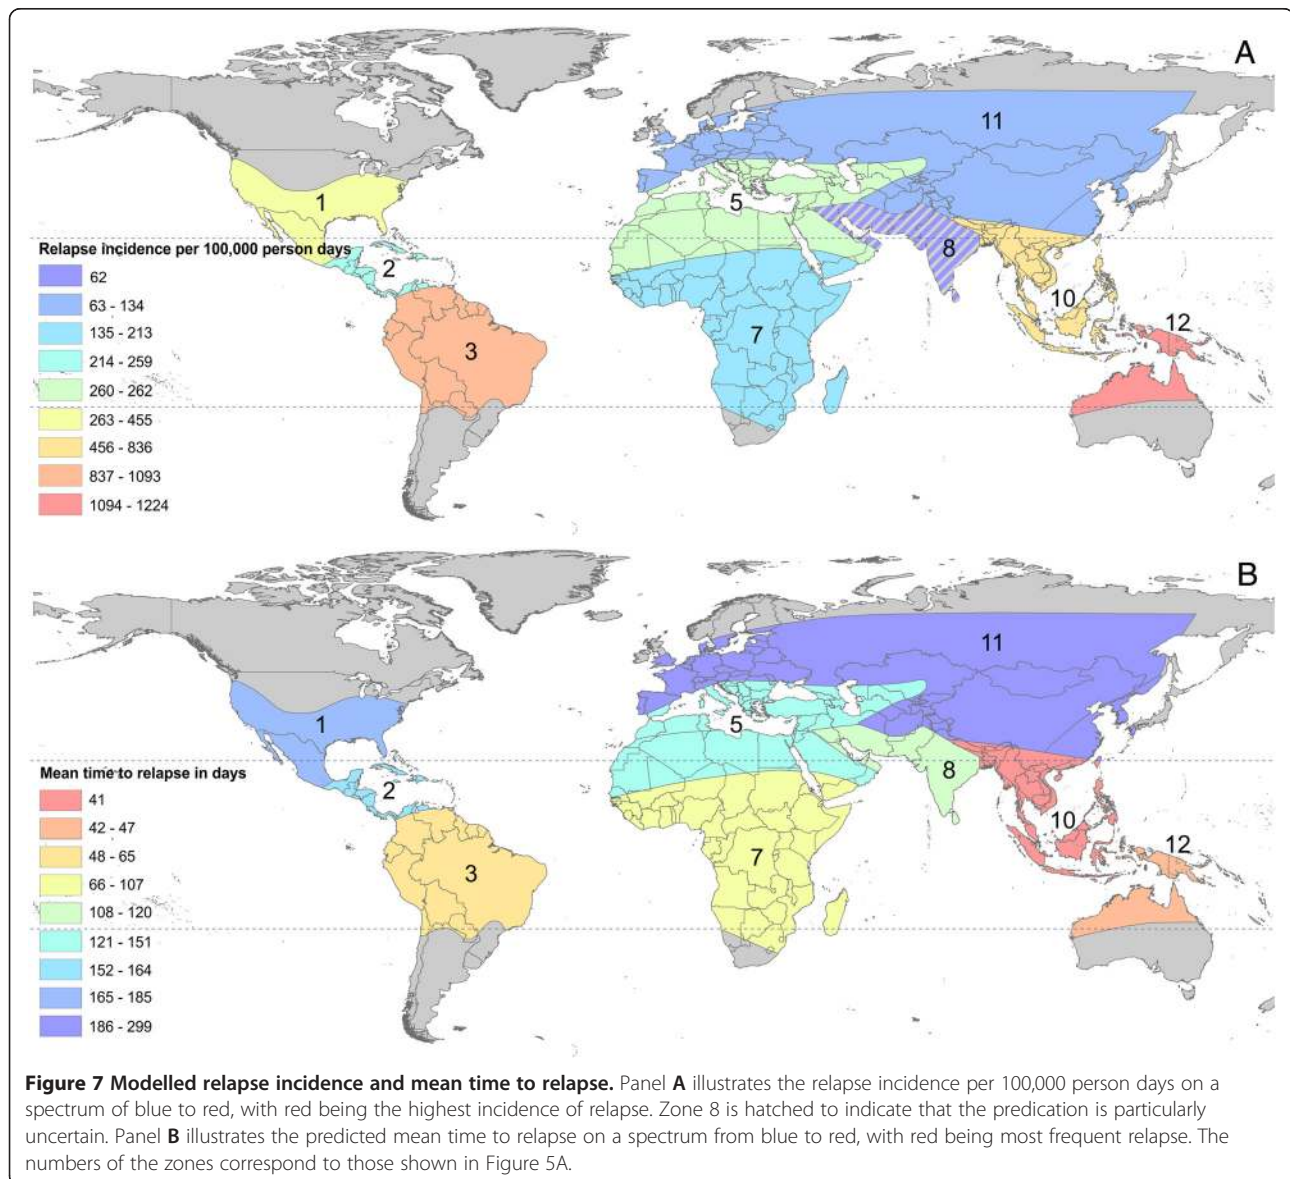 A
11
1
5
Relapse incidence per 100,000 person days
8
2
62
63 - 134
10
12
135 - 213
7
3
214 - 259
260 - 262
263 - 455
456 - 836
837 - 1093
1094 - 1224
B
11
1
5
Mean time to relapse in days
8
2
41
10
42 - 47
12
48 - 65
7
3
66 - 107
108 - 120
121 - 151
152 - 164
165 - 185
186 - 299
Figure 7 Modelled relapse incidence and mean time to relapse. Panel A illustrates the relapse incidence per 100,000 person days on a
spectrum of blue to red, with red being the highest incidence of relapse. Zone 8 is hatched to indicate that the predication is particularly
uncertain. Panel B illustrates the predicted mean time to relapse on a spectrum from blue to red, with red being most frequent relapse. The
numbers of the zones correspond to those shown in Figure 5A.